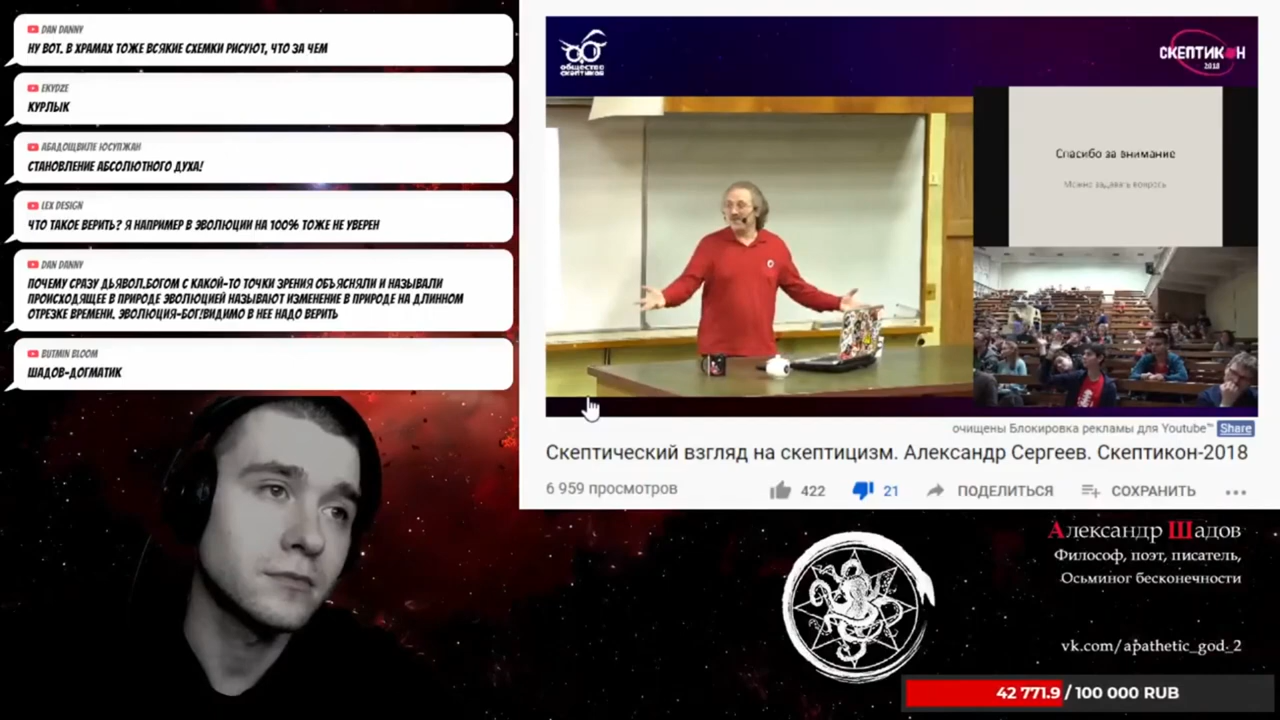 DAN DANNY
НУ ВОТ. В ХРАМАХ ТОЖЕ ВСЯКИЕ СХЕМКИ РИСУЮТ, ЧТО ЗА ЧЕМ
EKYDZE
КУРЛЫК
АБАДОЩВИЛЕ ЮСУПЖАН
СТАНОВЛЕНИЕ АБСОЛЮТНОГО ДУХА!
LEX DESIGN
ЧТО ТАКОЕ ВЕРИТЬ? Я НАПРИМЕР В ЭВОЛЮЦИИ НА 100% ТОЖЕ НЕ УВЕРЕН
DAN DANNY
ПОЧЕМУ СРАЗУ ДЬЯВОЛ.БОГОМ С КАКОЙ-ТО ТОЧКИ ЗРЕНИЯ ОБЪЯСНЯЛИ И НАЗЫВАЛИ
ПРОИСХОДЯЩЕЕ В ПРИРОДЕ ЭВОЛЮЦИЕЙ НАЗЫВАЮТ ИЗМЕНЕНИЕ В ПРИРОДЕ НА ДЛИННОМ
ОТРЕЗКЕ ВРЕМЕНИ. ЭВОЛЮЦИЯ-БОГ!ВИДИМО В НЕЕ НАДО ВЕРИТЬ
BUTMIN BLOOM
ШАДОВ-ДОГМАТИК
общество
скептиков
СКЕПТИКОН
2018
Спасибо за внимание
Можно задавать вопросы
очищены Блокировка рекламы для Youtube™ Share
Скептический взгляд на скептицизм. Александр Сергеев. Скептикон-2018
6 959 просмотров
422
21
ПОДЕЛИТЬСЯ
СОХРАНИТЬ
Александр Шадов
Философ, поэт, писатель,
Осьминог бесконечности
vk.com/apathetic_god_2
42 771.9 / 100 000 RUB